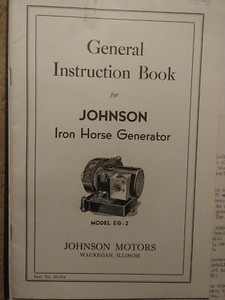 General
Instruction Book
for
JOHNSON
Iron Horse Generator
MODEL EG-2
JOHNSON MOTORS
WAUKEGAN, ILLINOIS